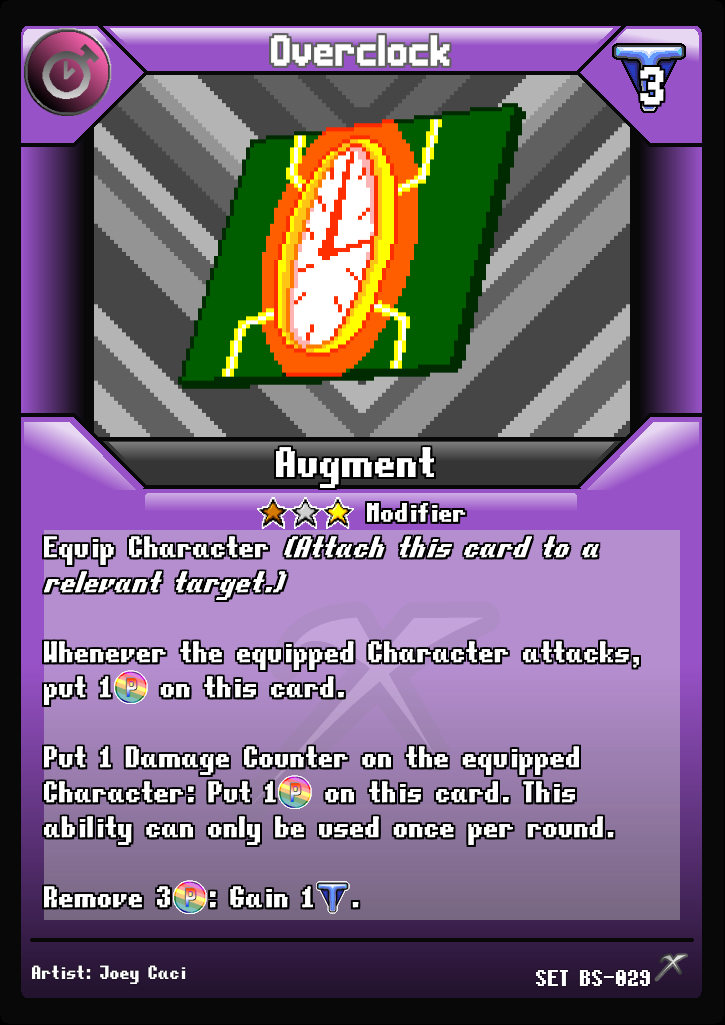 Overclock
3
Augment
Modifier
Equip Character (Attach this card to a
relevant target.)
Whenever the equipped Character attacks,
put 1 P on this card.
Put 1 Damage Counter on the equipped
Character: Put 1 P on this card. This
ability can only be used once per round.
Remove 3 P: Gain 1 T.
Artist: Joey Caci
SET BS-029